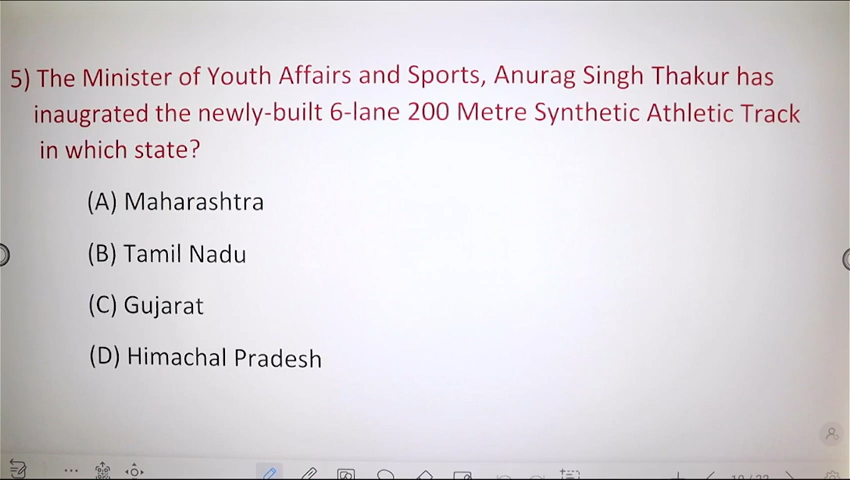 5) The Minister of Youth Affairs and Sports, Anurag Singh Thakur has
inaugrated the newly-built 6-lane 200 Metre Synthetic Athletic Track
in which state?
(A) Maharashtra
(B) Tamil Nadu
(C) Gujarat
(D) Himachal Pradesh